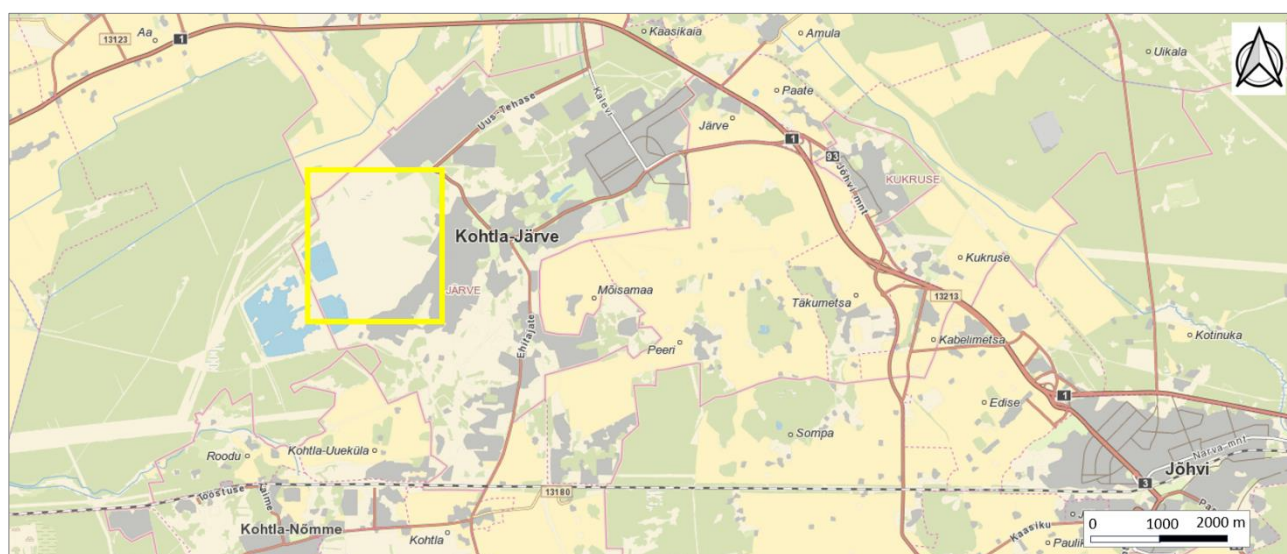 Aa
13123
1
Kaasikaia
Amula
Uikala
Uus-Tehase
Kalevi
Paate
Järve
1
93
Jõhvi mnt
KUKRUSE
Kohtla-Järve
JÄRVE
Mõisamaa
Kukruse
Täkumetsa
13213
Ehitajate
Peeri
Kabelimetsa
Kotinuka
1
Edise
Sompa
Roodu
Kohtla-Uueküla
Narva mnt
Jõhvi
Tööstuse
13180
3
Kohtla-Nõmme
Kohtla
Kaasiku
0 1000 2000 m